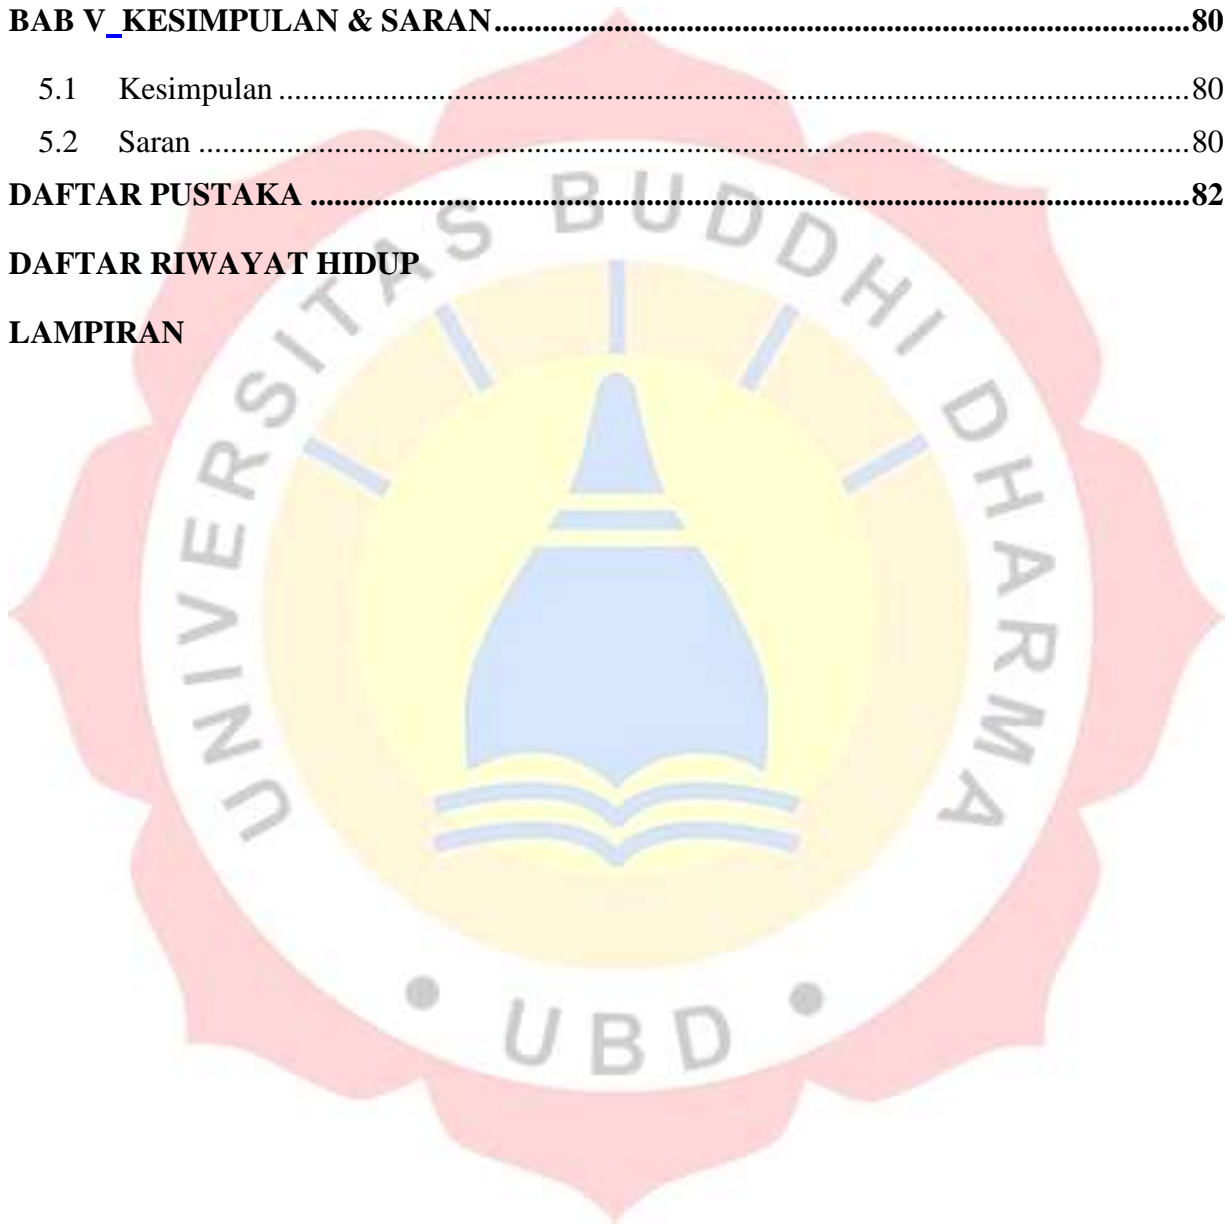 BAB V KESIMPULAN & SARAN........................................................................................80
5.1 Kesimpulan ................................................................................................80
5.2 Saran ..........................................................................................................80
DAFTAR PUSTAKA ..............................................................................................................82
DAFTAR RIWAYAT HIDUP
LAMPIRAN
UNIVERSITAS BUDDHI DHARMA
• UBD •